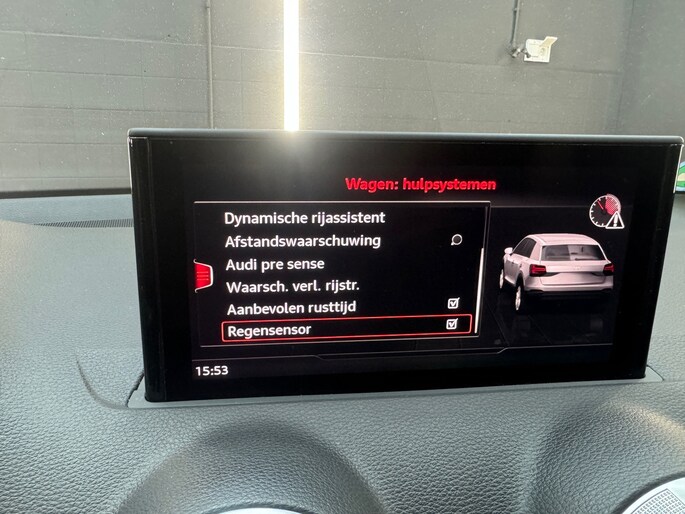 Wagen: hulpsystemen
Dynamische rijassistent
Afstandswaarschuwing
Audi pre sense
Waarsch. verl. rijstr.
Aanbevolen rusttijd
Regensensor
15:53